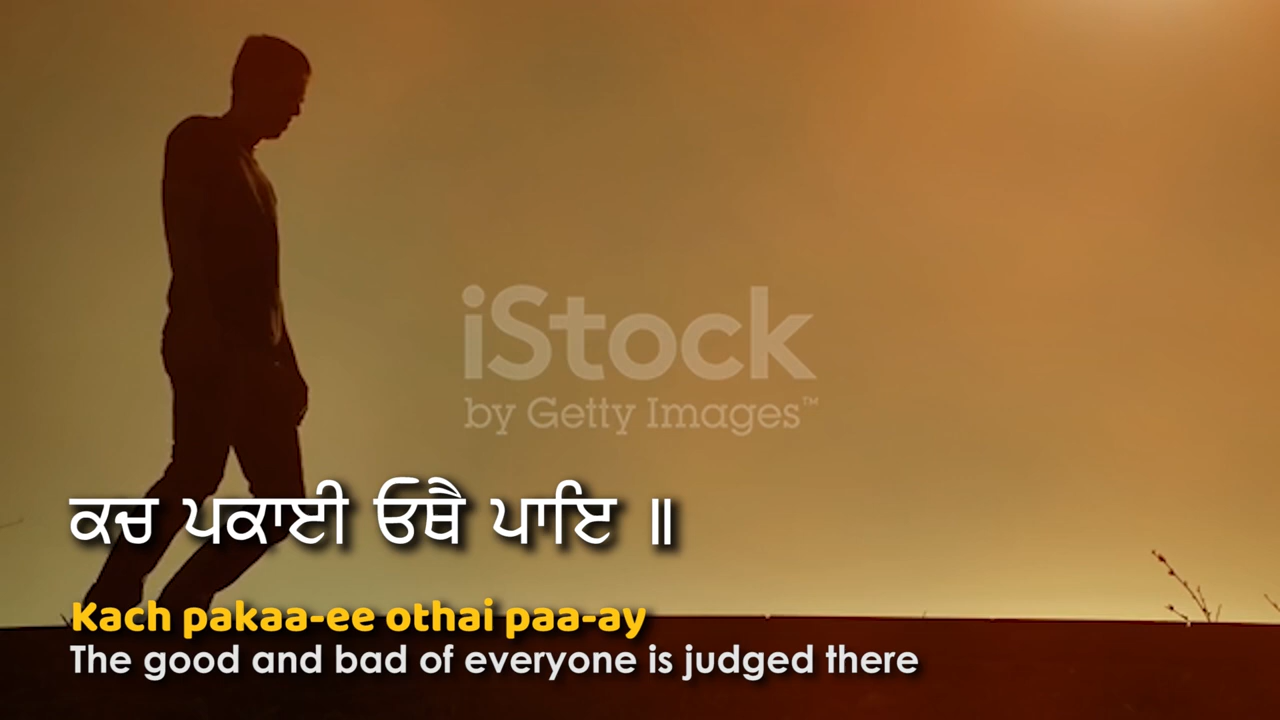 iStock
by Getty Images™
ਕਚ ਪਕਾਈ ਓਥੈ ਪਾਇ ॥
Kach pakaa-ee othai paa-ay
The good and bad of everyone is judged there